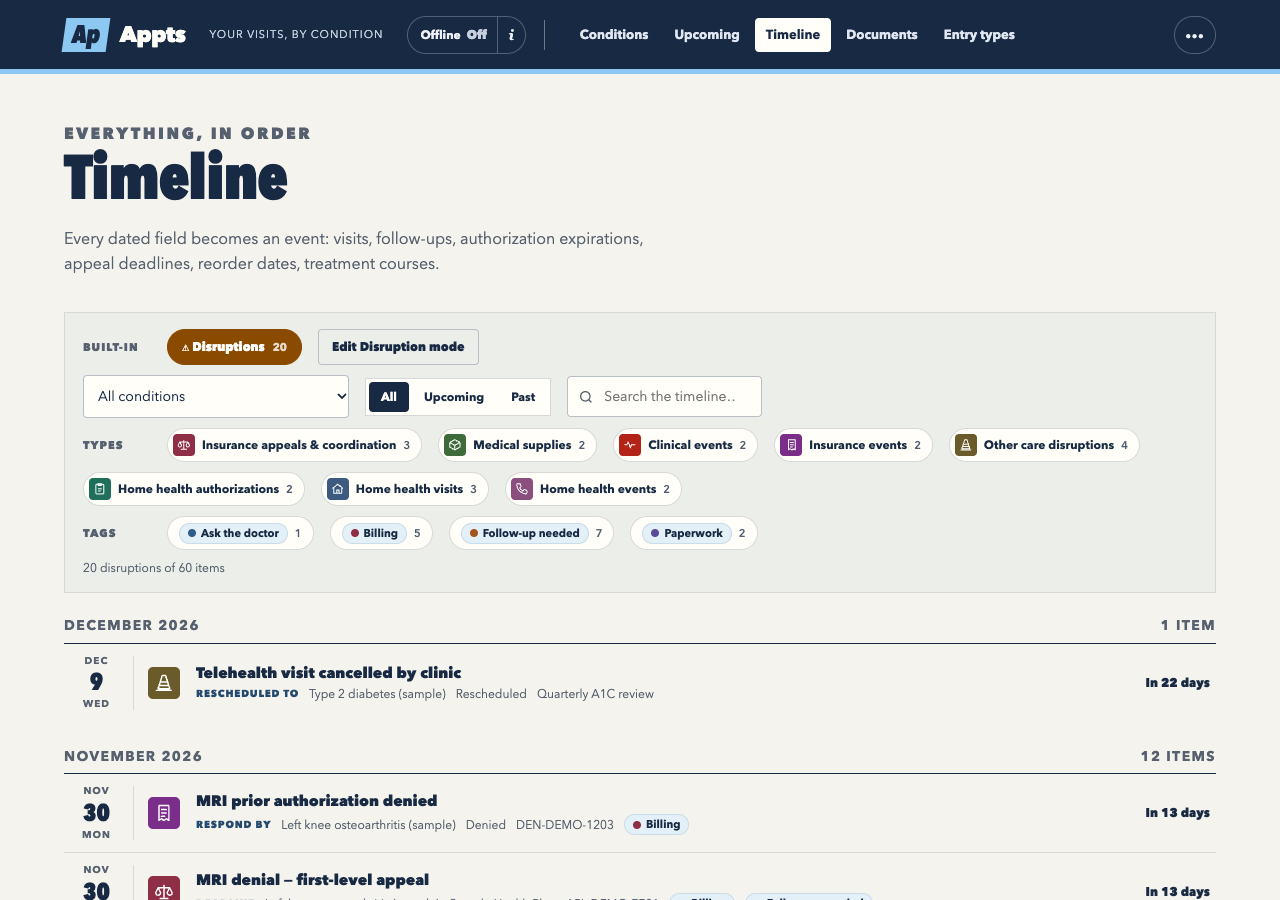 Ap Appts YOUR VISITS, BY CONDITION Offline Off i Conditions Upcoming Timeline Documents Entry types
EVERYTHING, IN ORDER
Timeline
Every dated field becomes an event: visits, follow-ups, authorization expirations,
appeal deadlines, reorder dates, treatment courses.
BUILT-IN ⚠ Disruptions 20 Edit Disruption mode
All conditions All Upcoming Past Search the timeline..
TYPES Insurance appeals & coordination 3 Medical supplies 2 Clinical events 2 Insurance events 2 Other care disruptions 4
Home health authorizations 2 Home health visits 3 Home health events 2
TAGS Ask the doctor 1 Billing 5 Follow-up needed 7 Paperwork 2
20 disruptions of 60 items
DECEMBER 2026 1 ITEM
DEC
9
WED
Telehealth visit cancelled by clinic
RESCHEDULED TO Type 2 diabetes (sample) Rescheduled Quarterly A1C review
In 22 days
NOVEMBER 2026 12 ITEMS
NOV
30
MON
MRI prior authorization denied
RESPOND BY Left knee osteoarthritis (sample) Denied DEN-DEMO-1203 Billing
In 13 days
NOV
30
MRI denial – first-level appeal
In 13 days